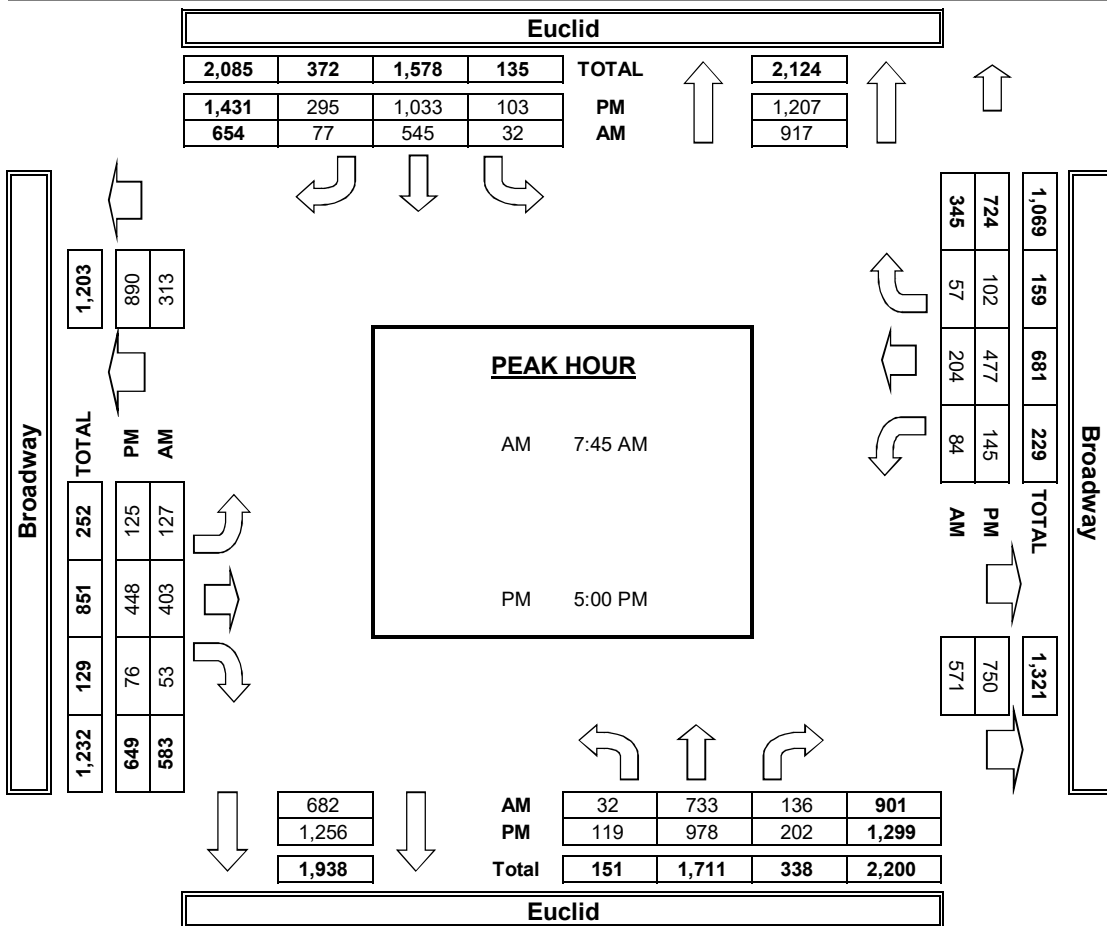 Euclid
2,085 372 1,578 135 TOTAL 2,124
1,431 295 1,033 103 PM 1,207
654 77 545 32 AM 917
Broadway
1,203
890
313
TOTAL
PM
AM
252 851 129 1,232
125 448 76 649
127 403 53 583
PEAK HOUR
AM 7:45 AM
PM 5:00 PM
1,069 159 681 229 TOTAL
724 102 477 145 PM
345 57 204 84 AM
1,321
750
571
Broadway
682 AM 32 733 136 901
1,256 PM 119 978 202 1,299
1,938 Total 151 1,711 338 2,200
Euclid